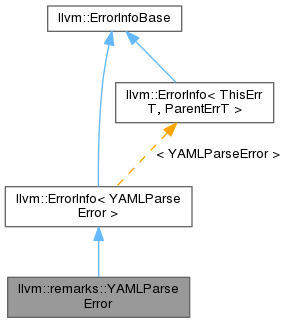 llvm::ErrorInfoBase
llvm::ErrorInfo< ThisErr
T, ParentErrT >
< YAMLParseError >
llvm::ErrorInfo< YAMLParse
Error >
llvm::remarks::YAMLParse
Error